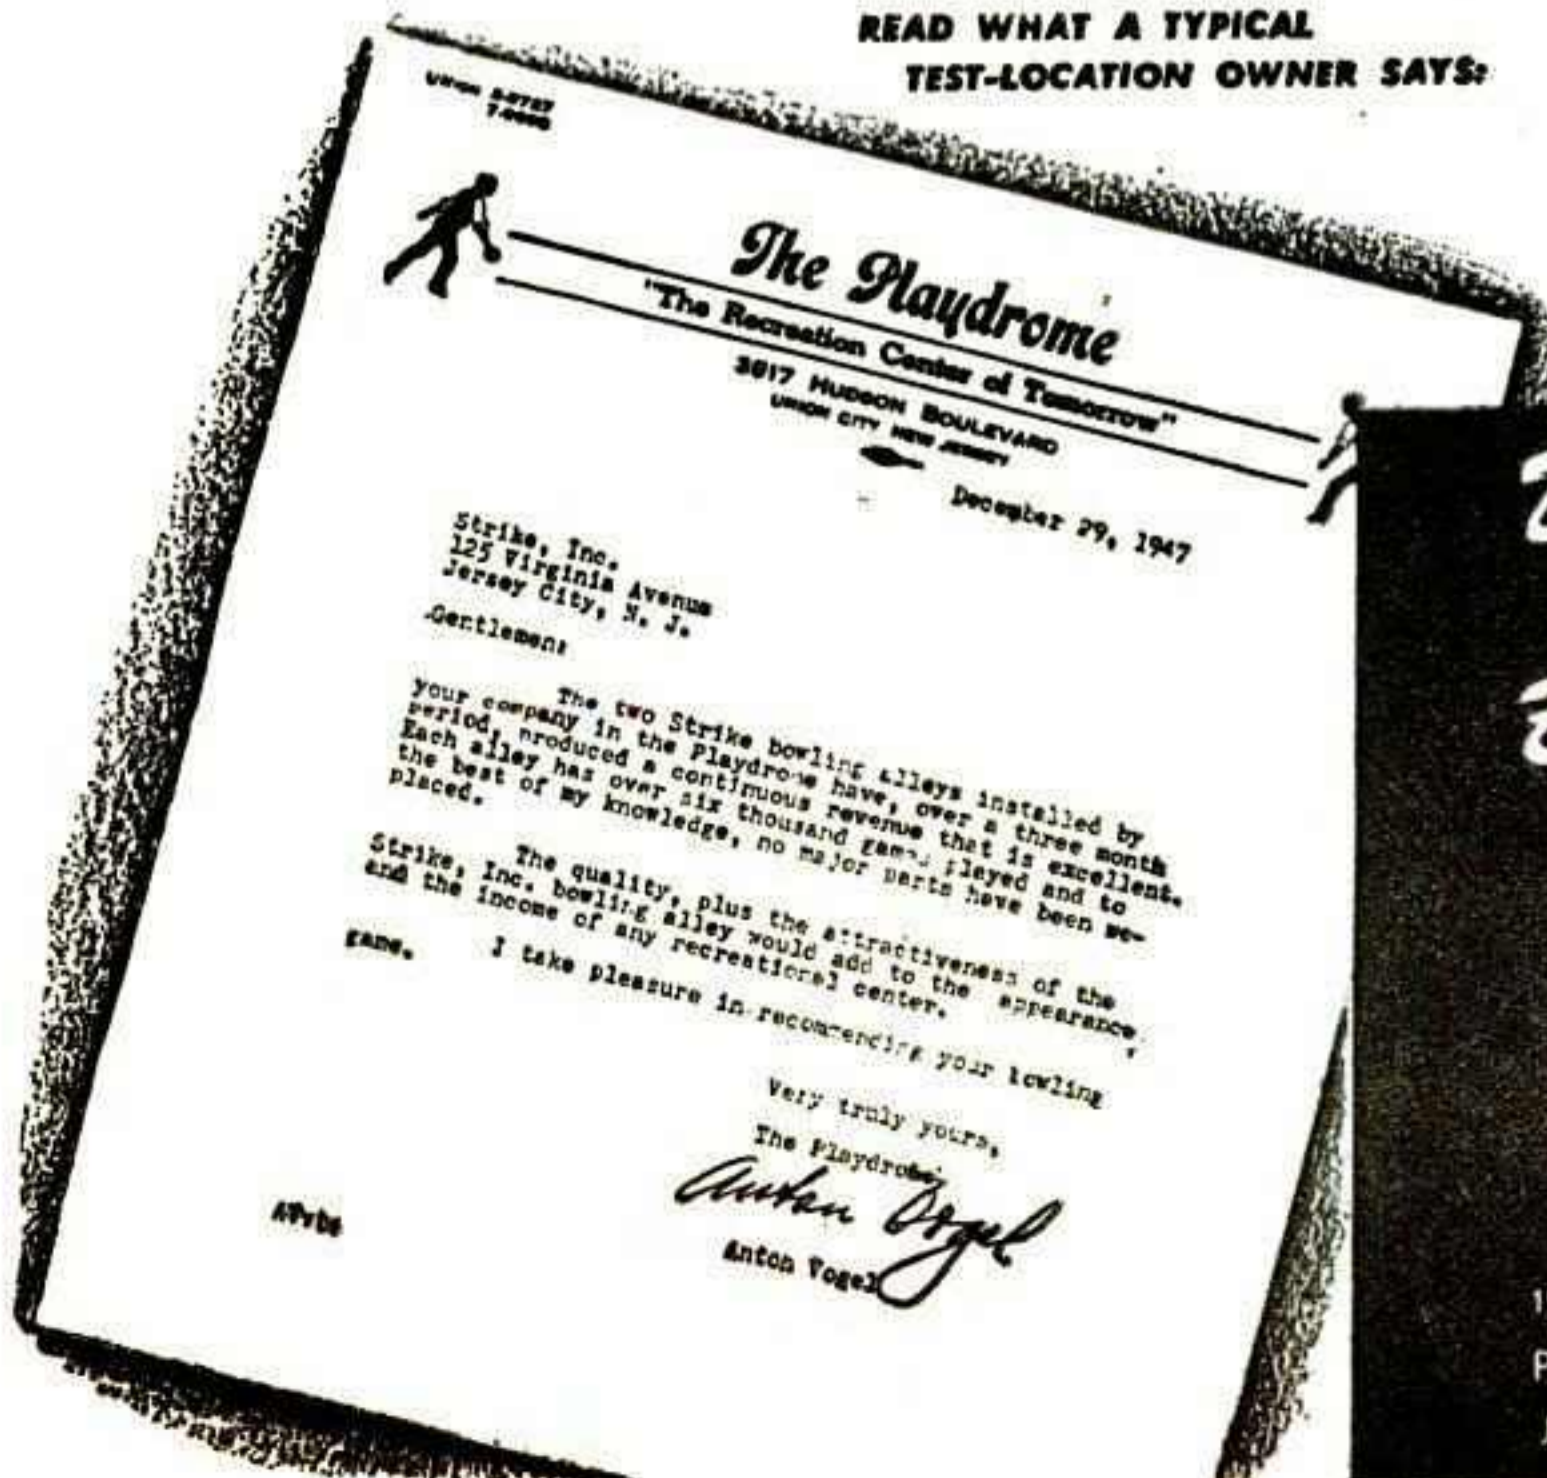 READ WHAT A TYPICAL
TEST-LOCATION OWNER SAYS:
UNION
The Playdrome
"The Recreation Center of Tomorrow"
3017 HUDSON BOULEVARD
UNION CITY NEW JERSEY
December 29, 1947
Strike, Inc.
125 Virginia Avenue
Jersey City, N. J.
Gentlemen:
The two Strike bowling alleys installed by
your company in the Playdrome have, over a three month
period, produced a continuous revenue that is excellent.
Each alley has over six thousand games played and to
the best of my knowledge, no major parts have been re-
placed.
The quality, plus the attractiveness of the
Strike, Inc. bowling alley would add to the appearance,
and the income of any recreational center.
I take pleasure in recommending your bowling
game.
Very truly yours,
The Playdrome
Anton Vogel
Anton Vogel